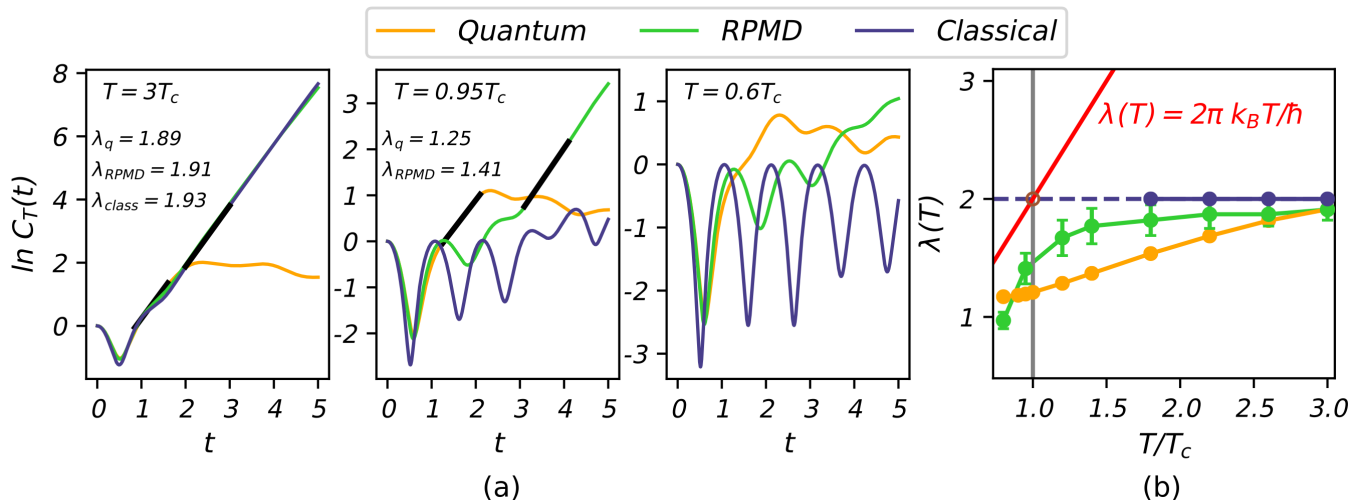 Quantum RPMD Classical
T = 3T_c
λ_q = 1.89
λ_RPMD = 1.91
λ_class = 1.93
ln C_T(t)
8
6
4
2
0
0 1 2 3 4 5
t
T = 0.95T_c
λ_q = 1.25
λ_RPMD = 1.41
3
2
1
0
-1
-2
0 1 2 3 4 5
t
T = 0.6T_c
1
0
-1
-2
-3
0 1 2 3 4 5
t
(a)
λ(T) = 2π k_BT/ħ
λ(T)
3
2
1
1.0 1.5 2.0 2.5 3.0
T/T_c
(b)